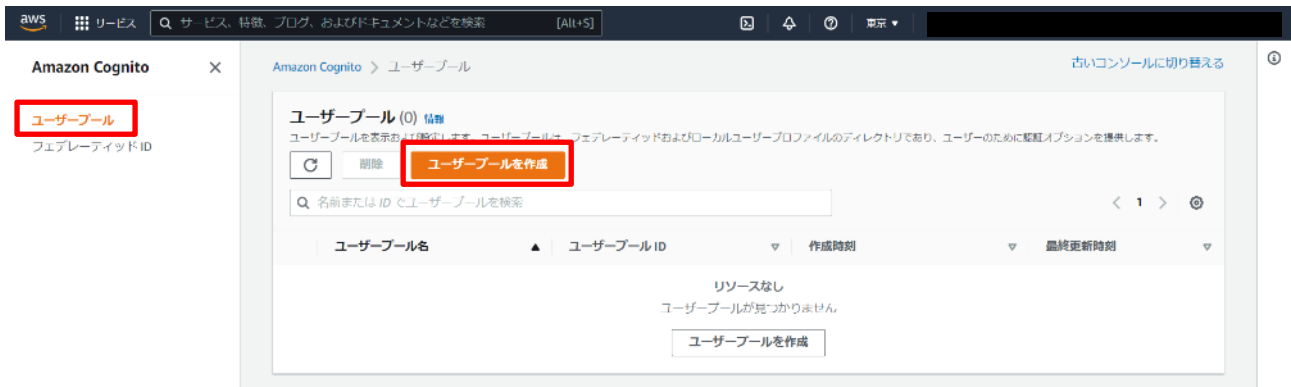 aws サービス サービス、特徴、ブログ、およびドキュメントなどを検索 [Alt+S] 東京 ▼
Amazon Cognito
ユーザープール
フェデレーティッド ID
Amazon Cognito > ユーザープール
古いコンソールに切り替える
ユーザープール (0) 情報
ユーザープールを表示および設定します。ユーザープールは、フェデレーティッドおよびローカルユーザープロファイルのディレクトリであり、ユーザーのために認証オプションを提供します。
削除 ユーザープールを作成
名前または ID でユーザープールを検索
< 1 >
ユーザープール名 ユーザープール ID 作成時刻 最終更新時刻
リソースなし
ユーザープールが見つかりません
ユーザープールを作成